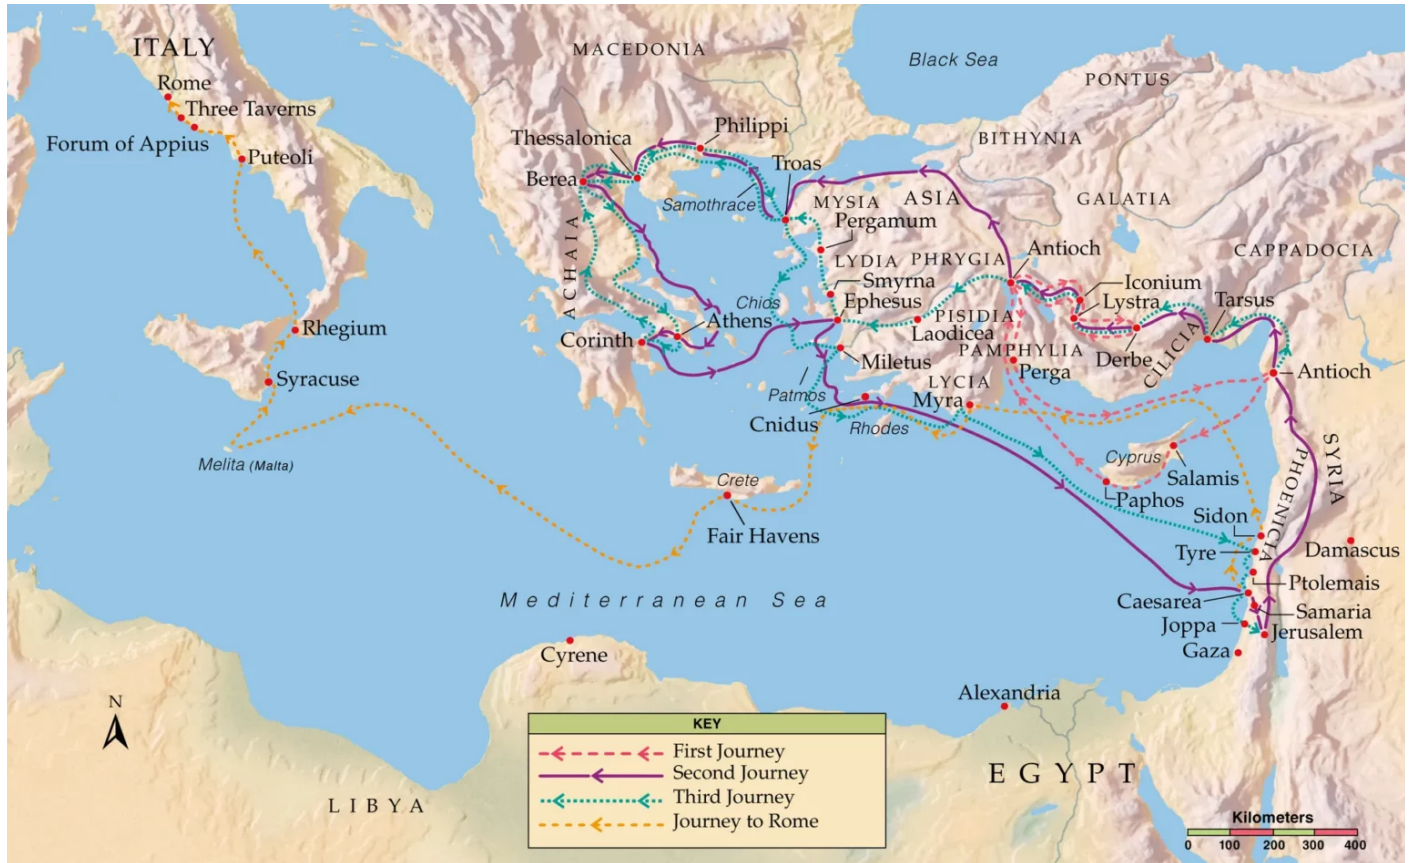 ITALY
MACEDONIA
Black Sea
PONTUS
Rome
Three Taverns
Forum of Appius
Puteoli
Thessalonica
Philippi
BITHYNIA
Berea
Troas
Samothrace
MYSIA
ASIA
GALATIA
Pergamum
ACHAIA
LYDIA
PHRYGIA
Antioch
CAPPADOCIA
Smyrna
Iconium
Chios
Ephesus
Lystra
Tarsus
Rhegium
Athens
PISIDIA
Corinth
Laodicea
PAMPHYLIA
Derbe
CILICIA
Miletus
Perga
Syracuse
Patmos
LYCIA
Antioch
Myra
Cnidus
Rhodes
Melita (Malta)
Cyprus
SYRIA
Crete
Salamis
PHOENICIA
Paphos
Sidon
Fair Havens
Tyre
Damascus
Ptolemais
Mediterranean Sea
Caesarea
Samaria
Joppa
Jerusalem
Cyrene
Gaza
Alexandria
N
KEY
First Journey
Second Journey
Third Journey
Journey to Rome
EGYPT
LIBYA
Kilometers
0 100 200 300 400